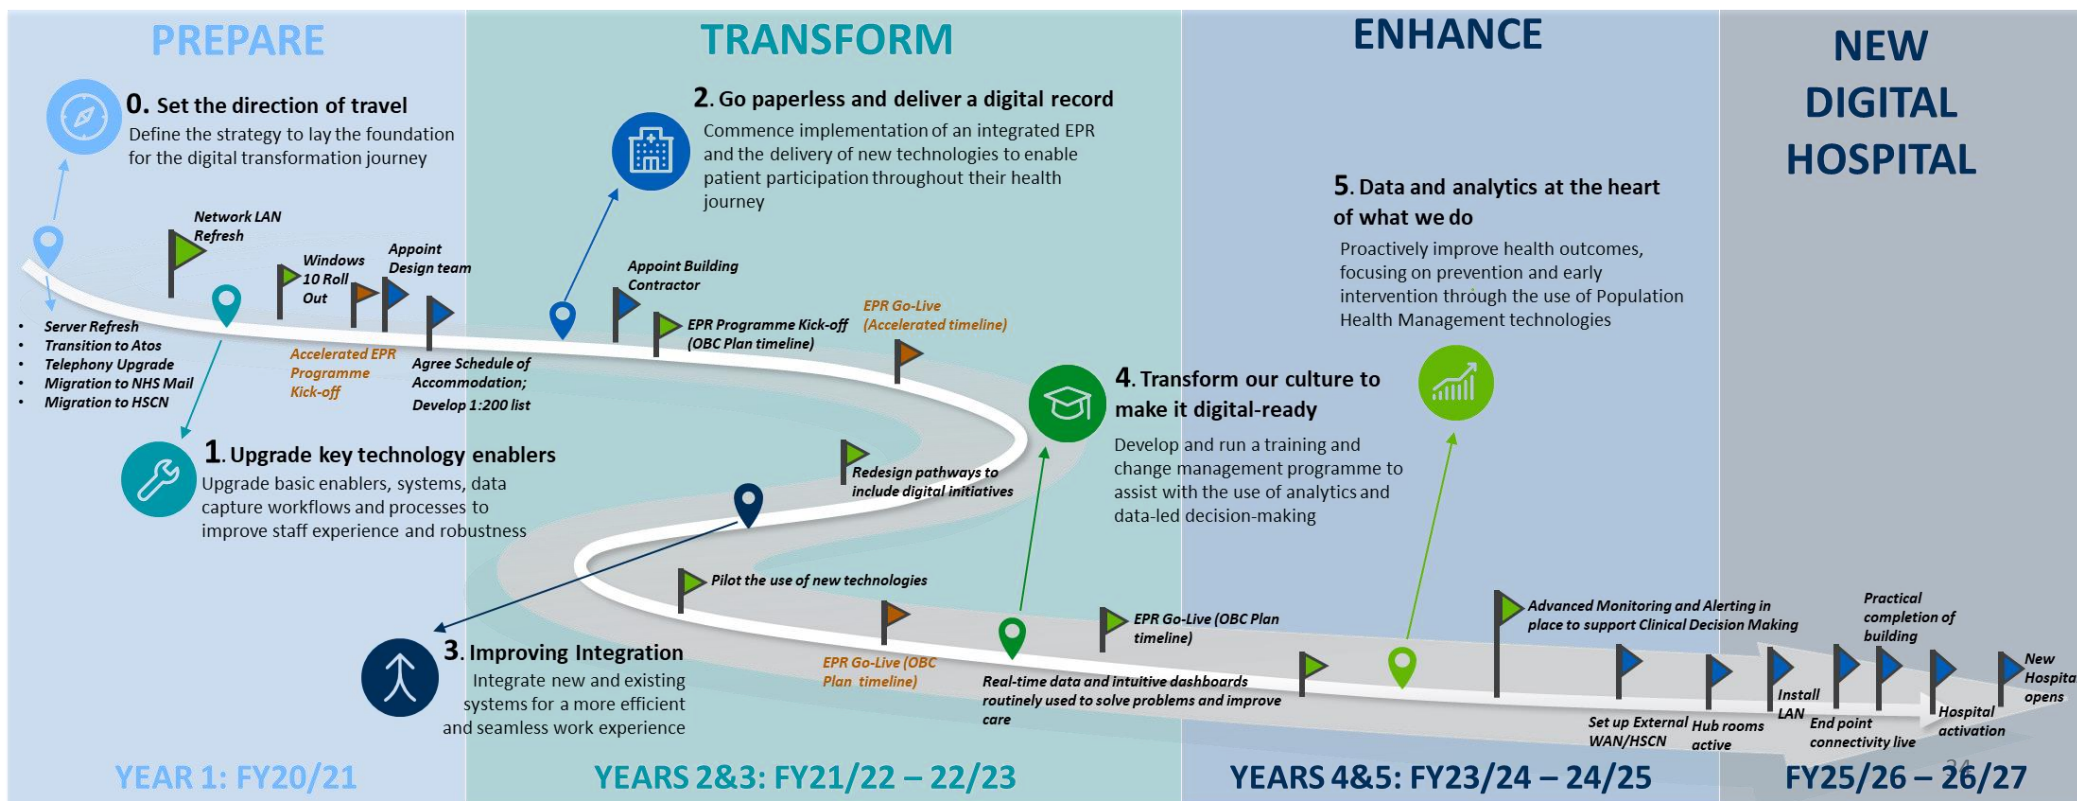 PREPARE
TRANSFORM
ENHANCE
NEW
DIGITAL
HOSPITAL
0. Set the direction of travel
Define the strategy to lay the foundation
for the digital transformation journey
2. Go paperless and deliver a digital record
Commence implementation of an integrated EPR
and the delivery of new technologies to enable
patient participation throughout their health
journey
5. Data and analytics at the heart
of what we do
Proactively improve health outcomes,
focusing on prevention and early
intervention through the use of Population
Health Management technologies
Network LAN
Refresh
Windows
10 Roll
Out
Appoint
Design team
Appoint Building
Contractor
EPR Programme Kick-off
(OBC Plan timeline)
EPR Go-Live
(Accelerated timeline)
• Server Refresh
• Transition to Atos
• Telephony Upgrade
• Migration to NHS Mail
• Migration to HSCN
Accelerated EPR
Programme
Kick-off
Agree Schedule of
Accommodation;
Develop 1:200 list
4. Transform our culture to
make it digital-ready
Develop and run a training and
change management programme to
assist with the use of analytics and
data-led decision-making
1. Upgrade key technology enablers
Upgrade basic enablers, systems, data
capture workflows and processes to
improve staff experience and robustness
Redesign pathways to
include digital initiatives
Pilot the use of new technologies
3. Improving Integration
Integrate new and existing
systems for a more efficient
and seamless work experience
EPR Go-Live (OBC
Plan timeline)
EPR Go-Live (OBC Plan
timeline)
Real-time data and intuitive dashboards
routinely used to solve problems and improve
care
Advanced Monitoring and Alerting in
place to support Clinical Decision Making
Practical
completion of
building
Set up External
WAN/HSCN
Hub rooms
active
Install
LAN
End point
connectivity live
Hospital
activation
New
Hospita
opens
24
YEAR 1: FY20/21
YEARS 2&3: FY21/22 – 22/23
YEARS 4&5: FY23/24 – 24/25
FY25/26 – 26/27